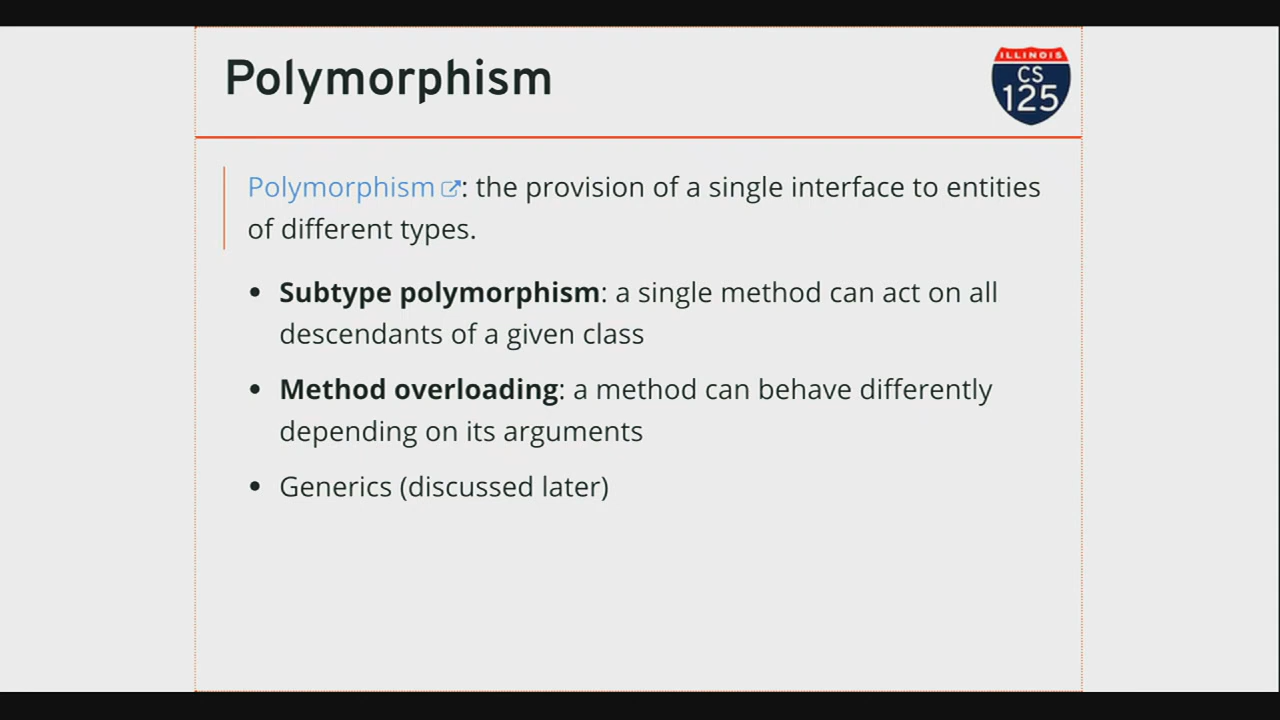 Polymorphism
ILLINOIS
CS
125
Polymorphism: the provision of a single interface to entities
of different types.
• Subtype polymorphism: a single method can act on all
descendants of a given class
• Method overloading: a method can behave differently
depending on its arguments
• Generics (discussed later)